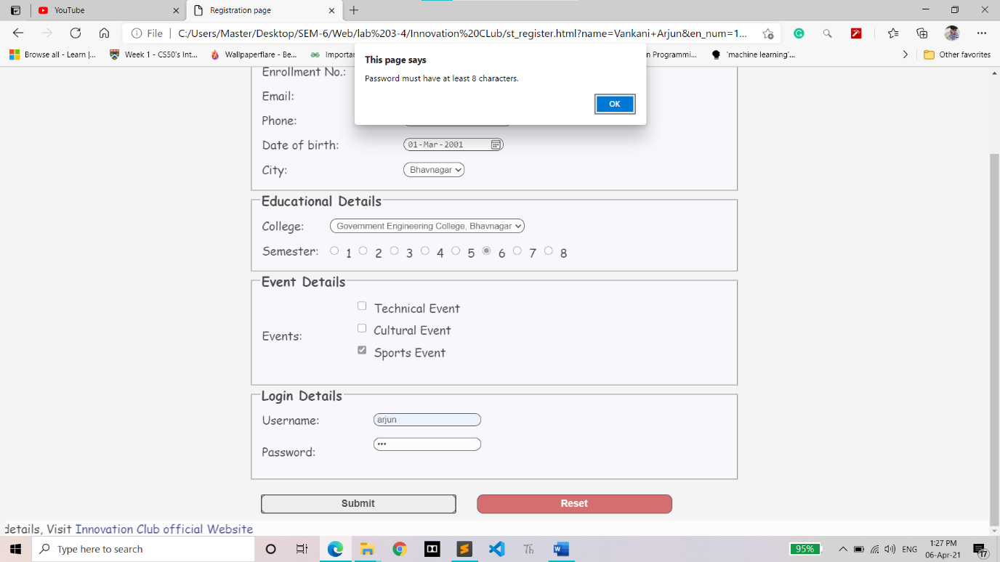 YouTube
Registration page
File
C:/Users/Master/Desktop/SEM-6/Web/lab%203-4/Innovation%20CLub/st_register.html?name=Vankani+Arjun&en_num=1...
Browse all - Learn |...
Week 1 - CS50's Int...
Wallpaperflare - Be...
Importan
n Programmi...
'machine learning'...
Other favorites
This page says
Password must have at least 8 characters.
OK
Enrollment No.:
Email:
Phone:
Date of birth:
01-Mar-2001
City:
Bhavnagar
Educational Details
College:
Government Engineering College, Bhavnagar
Semester:
1 2 3 4 5 6 7 8
Event Details
Events:
Technical Event
Cultural Event
Sports Event
Login Details
Username:
arjun
Password:
•••
Submit
Reset
details, Visit Innovation Club official Website
Type here to search
Th
95%
ENG
1:27 PM
06-Apr-21
17